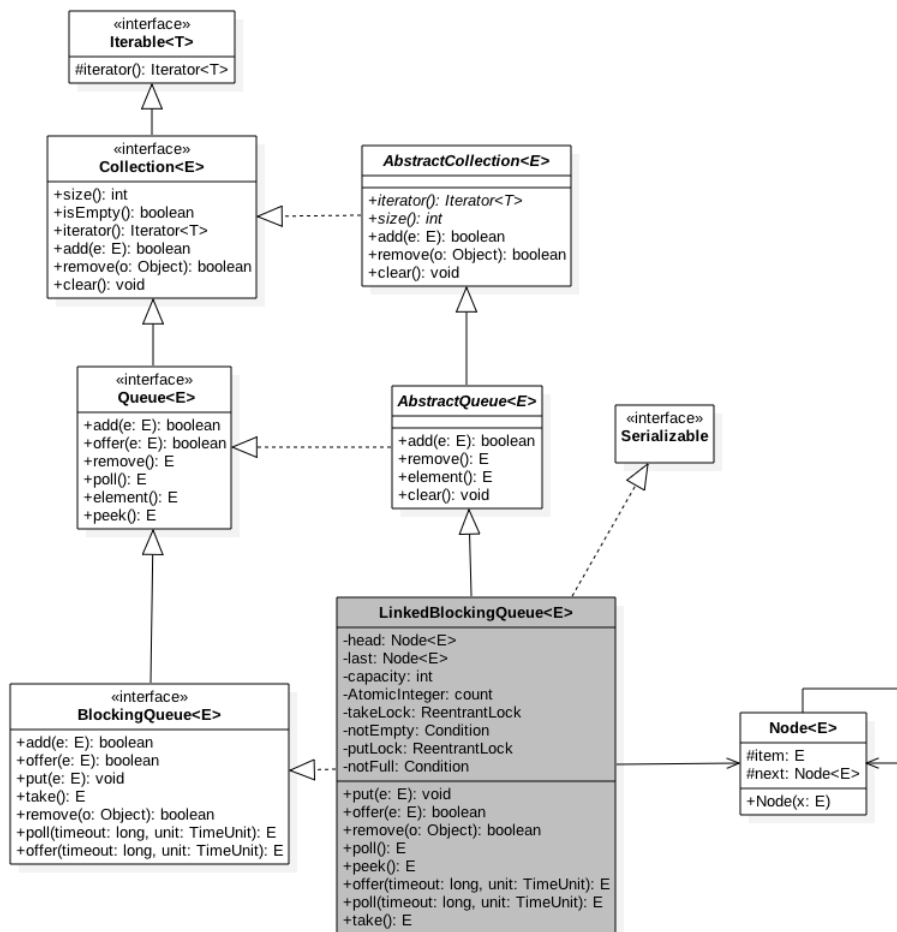 «interface»
Iterable<T>
#iterator(): Iterator<T>
«interface»
Collection<E>
+size(): int
+isEmpty(): boolean
+iterator(): Iterator<T>
+add(e: E): boolean
+remove(o: Object): boolean
+clear(): void
AbstractCollection<E>
+iterator(): Iterator<T>
+size(): int
+add(e: E): boolean
+remove(o: Object): boolean
+clear(): void
«interface»
Queue<E>
+add(e: E): boolean
+offer(e: E): boolean
+remove(): E
+poll(): E
+element(): E
+peek(): E
AbstractQueue<E>
+add(e: E): boolean
+remove(): E
+element(): E
+clear(): void
«interface»
Serializable
LinkedBlockingQueue<E>
-head: Node<E>
-last: Node<E>
-capacity: int
-AtomicInteger: count
-takeLock: ReentrantLock
-notEmpty: Condition
-putLock: ReentrantLock
-notFull: Condition
+put(e: E): void
+offer(e: E): boolean
+remove(o: Object): boolean
+poll(): E
+peek(): E
+offer(timeout: long, unit: TimeUnit): E
+poll(timeout: long, unit: TimeUnit): E
+take(): E
«interface»
BlockingQueue<E>
+add(e: E): boolean
+offer(e: E): boolean
+put(e: E): void
+take(): E
+remove(o: Object): boolean
+poll(timeout: long, unit: TimeUnit): E
+offer(timeout: long, unit: TimeUnit): E
Node<E>
#item: E
#next: Node<E>
+Node(x: E)